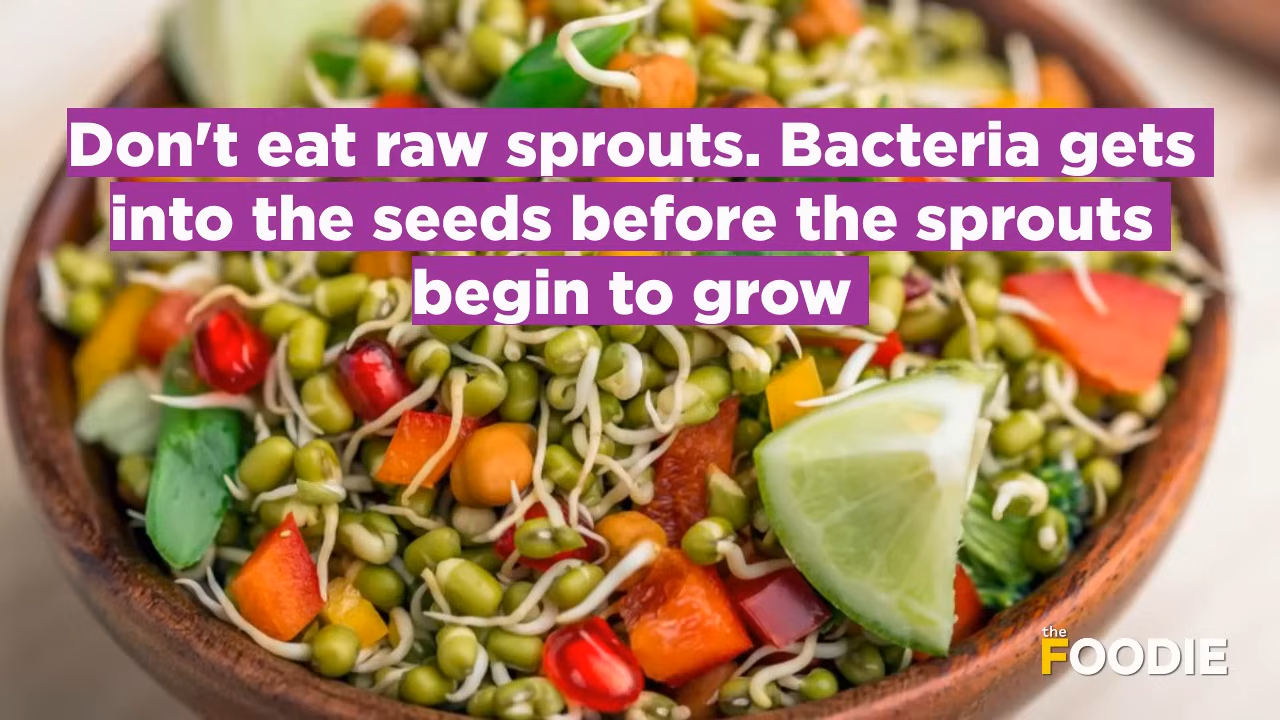 Don't eat raw sprouts. Bacteria gets
into the seeds before the sprouts
begin to grow
the
FOODIE